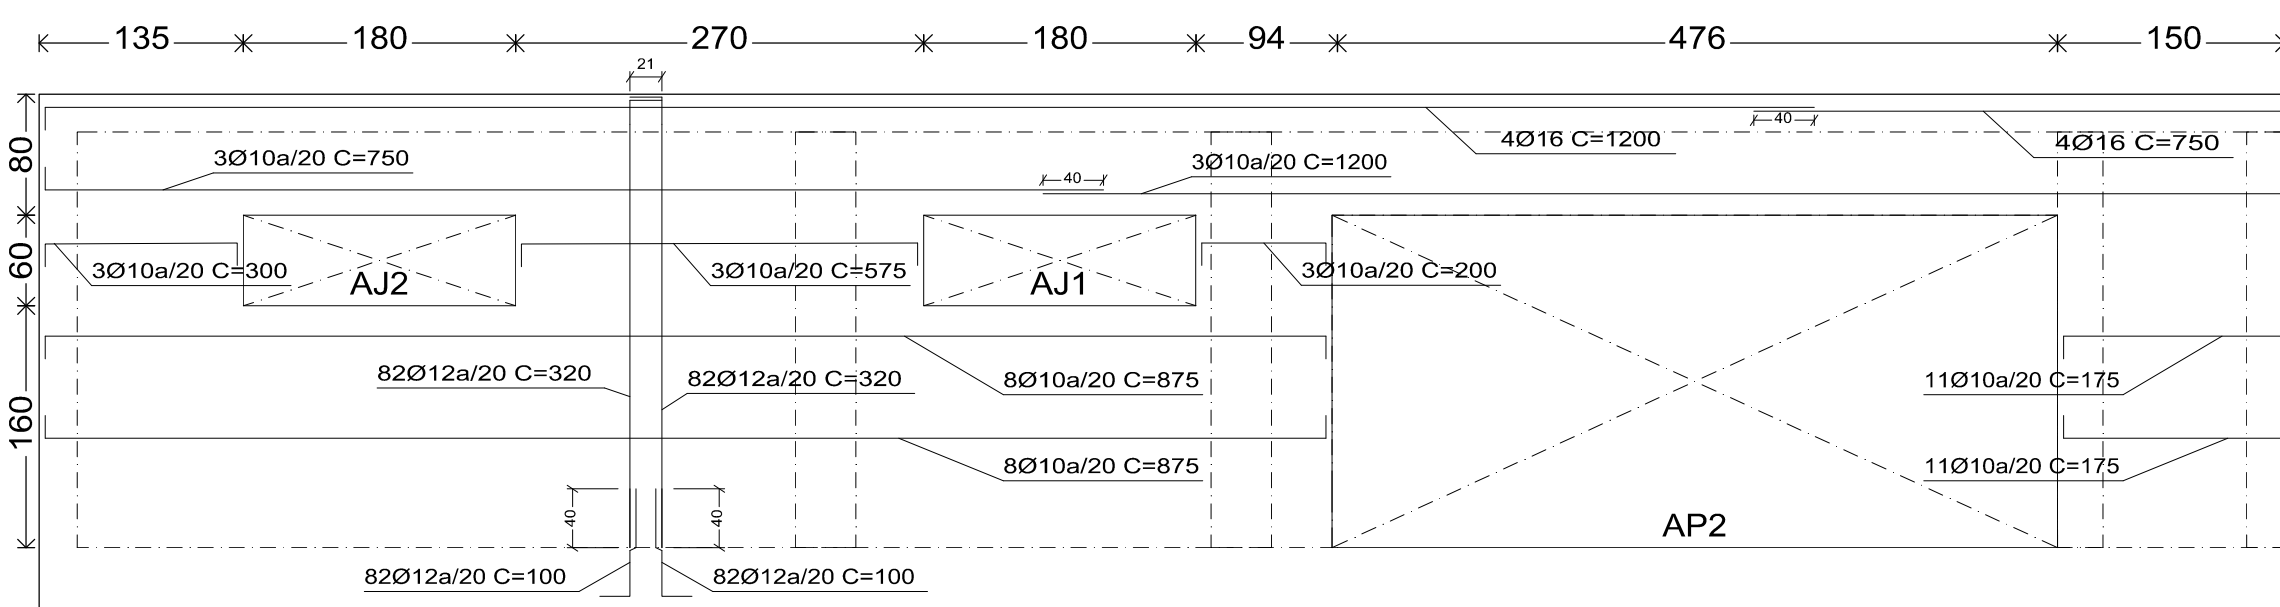 135 180 270 180 94 476 150
21
80
40
4Ø16 C=1200
4Ø16 C=750
3Ø10a/20 C=750
3Ø10a/20 C=1200
40
60
3Ø10a/20 C=300
AJ2
3Ø10a/20 C=575
AJ1
3Ø10a/20 C=200
160
82Ø12a/20 C=320
82Ø12a/20 C=320
8Ø10a/20 C=875
11Ø10a/20 C=175
8Ø10a/20 C=875
11Ø10a/20 C=175
40
40
AP2
82Ø12a/20 C=100
82Ø12a/20 C=100